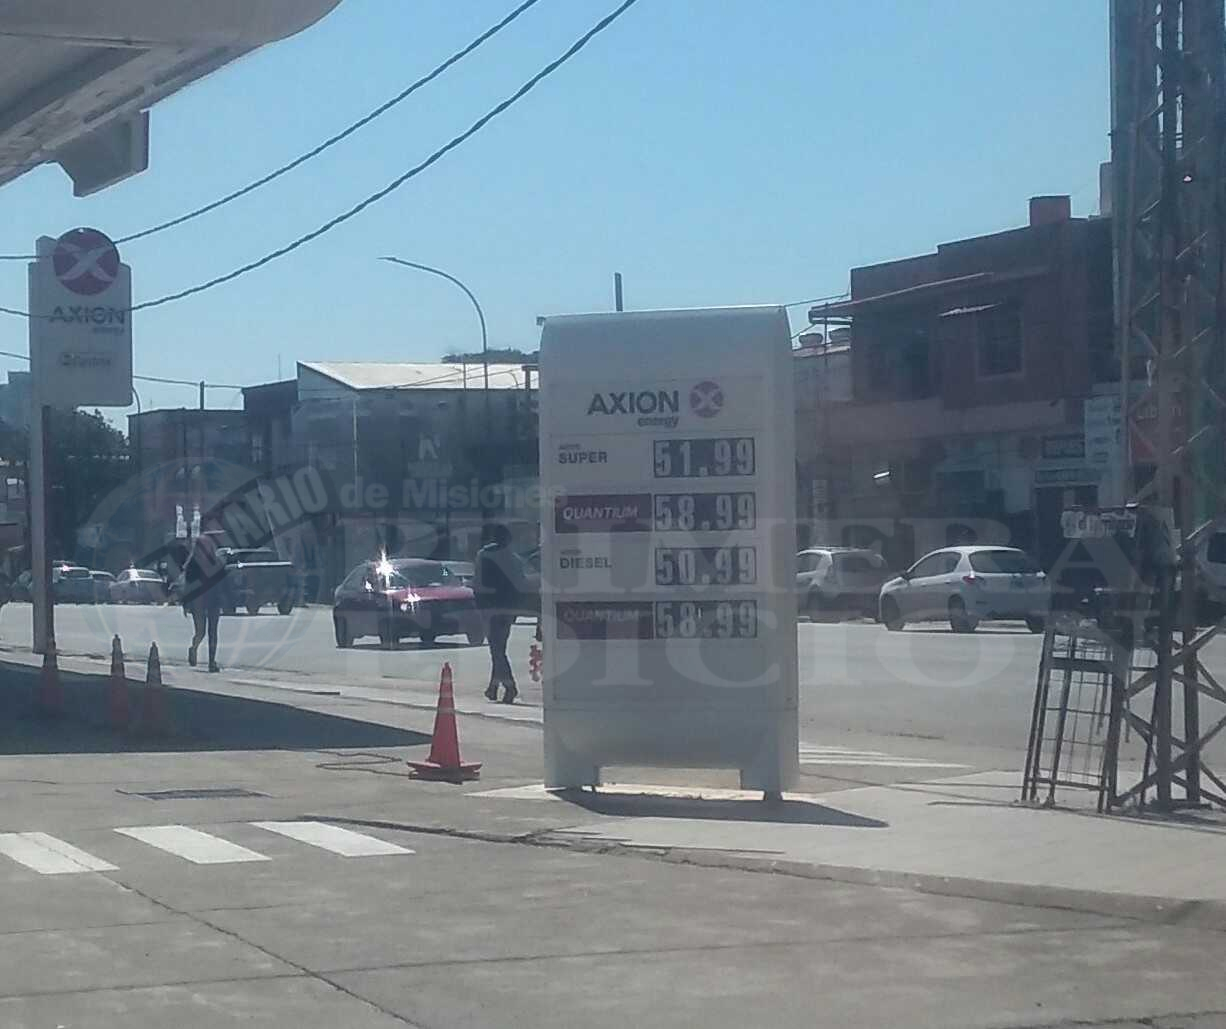 AXION
energy
AXION
energy
SUPER 51.99
QUANTIUM 58.99
DIESEL 50.99
QUANTIUM 58.99
DIARIO de Misiones
PRIMERA
EDICIÓN